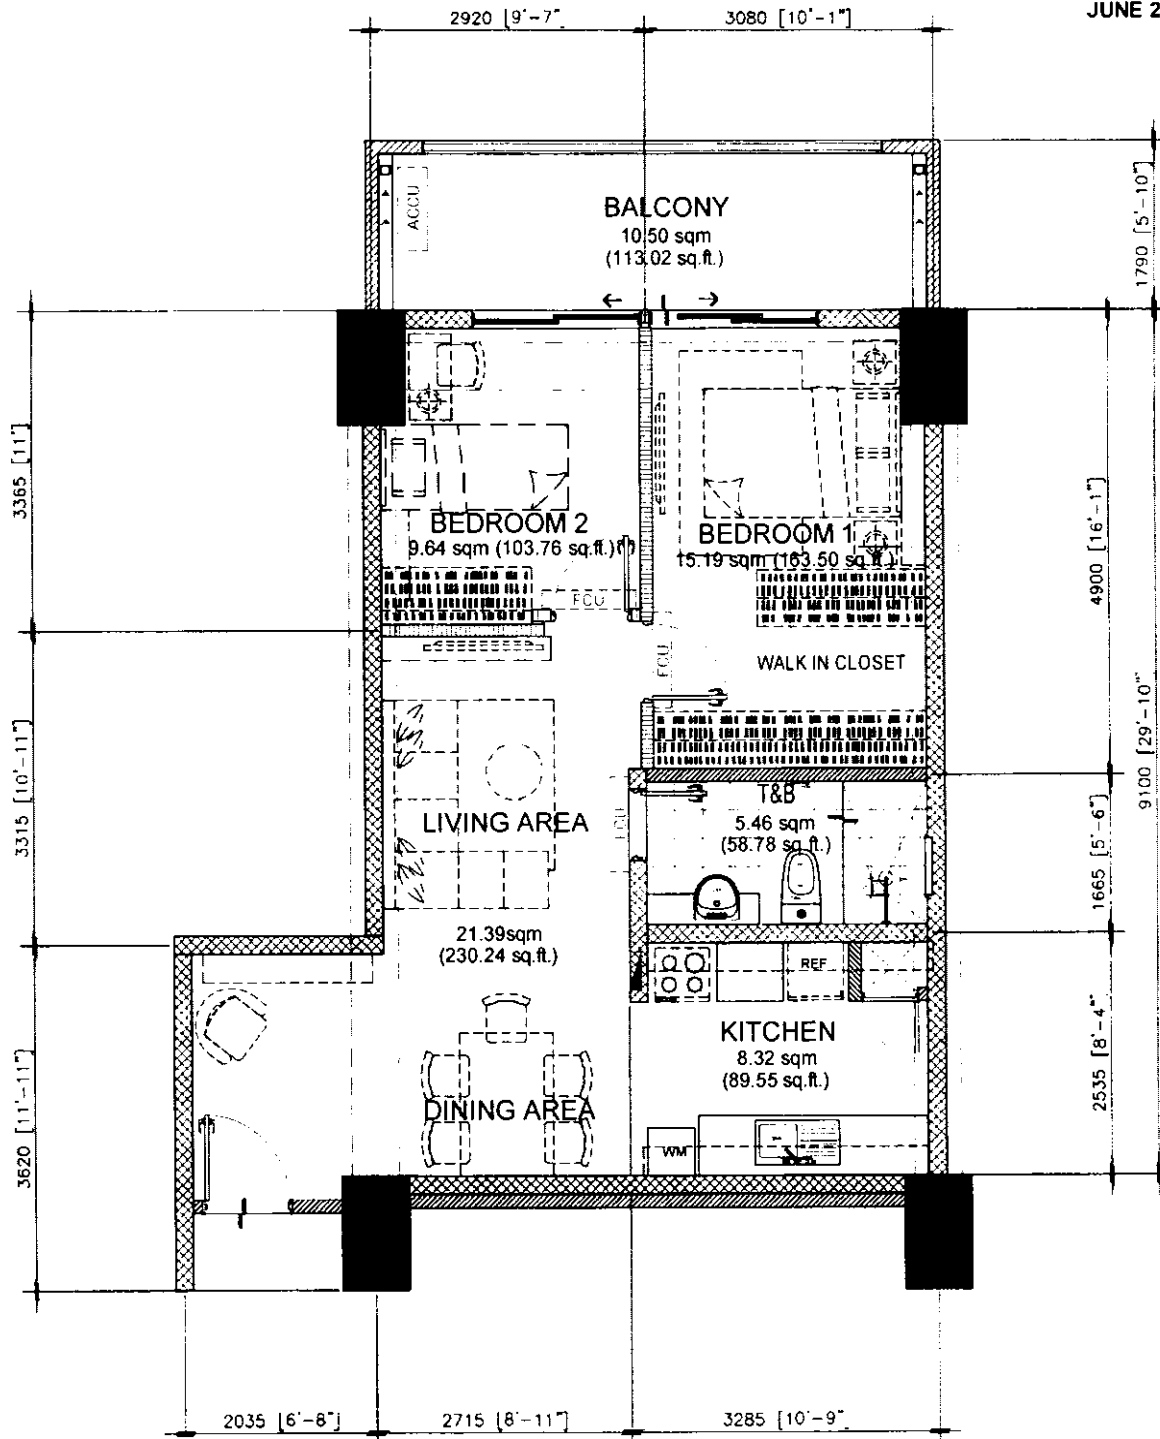 JUNE 2
2920 [9'-7"
3080 [10'-1"]
1790 [5'-10"]
ACCU
BALCONY
10.50 sqm
(113.02 sq.ft.)
3365 [11']
BEDROOM 2
9.64 sqm (103.76 sq.ft.)
BEDROOM 1
15.19 sqm (163.50 sq.ft.)
4900 [16'-1"]
FCU
FCU
WALK IN CLOSET
9100 [29'-10"
3315 [10'-11"]
LIVING AREA
FCU
T&B
5.46 sqm
(58.78 sq.ft.)
1665 [5'-6"]
21.39sqm
(230.24 sq.ft.)
REF
KITCHEN
8.32 sqm
(89.55 sq.ft.)
2535 [8'-4"
3620 [11'-11"]
DINING AREA
WM
2035 [6'-8"]
2715 [8'-11"]
3285 [10'-9"